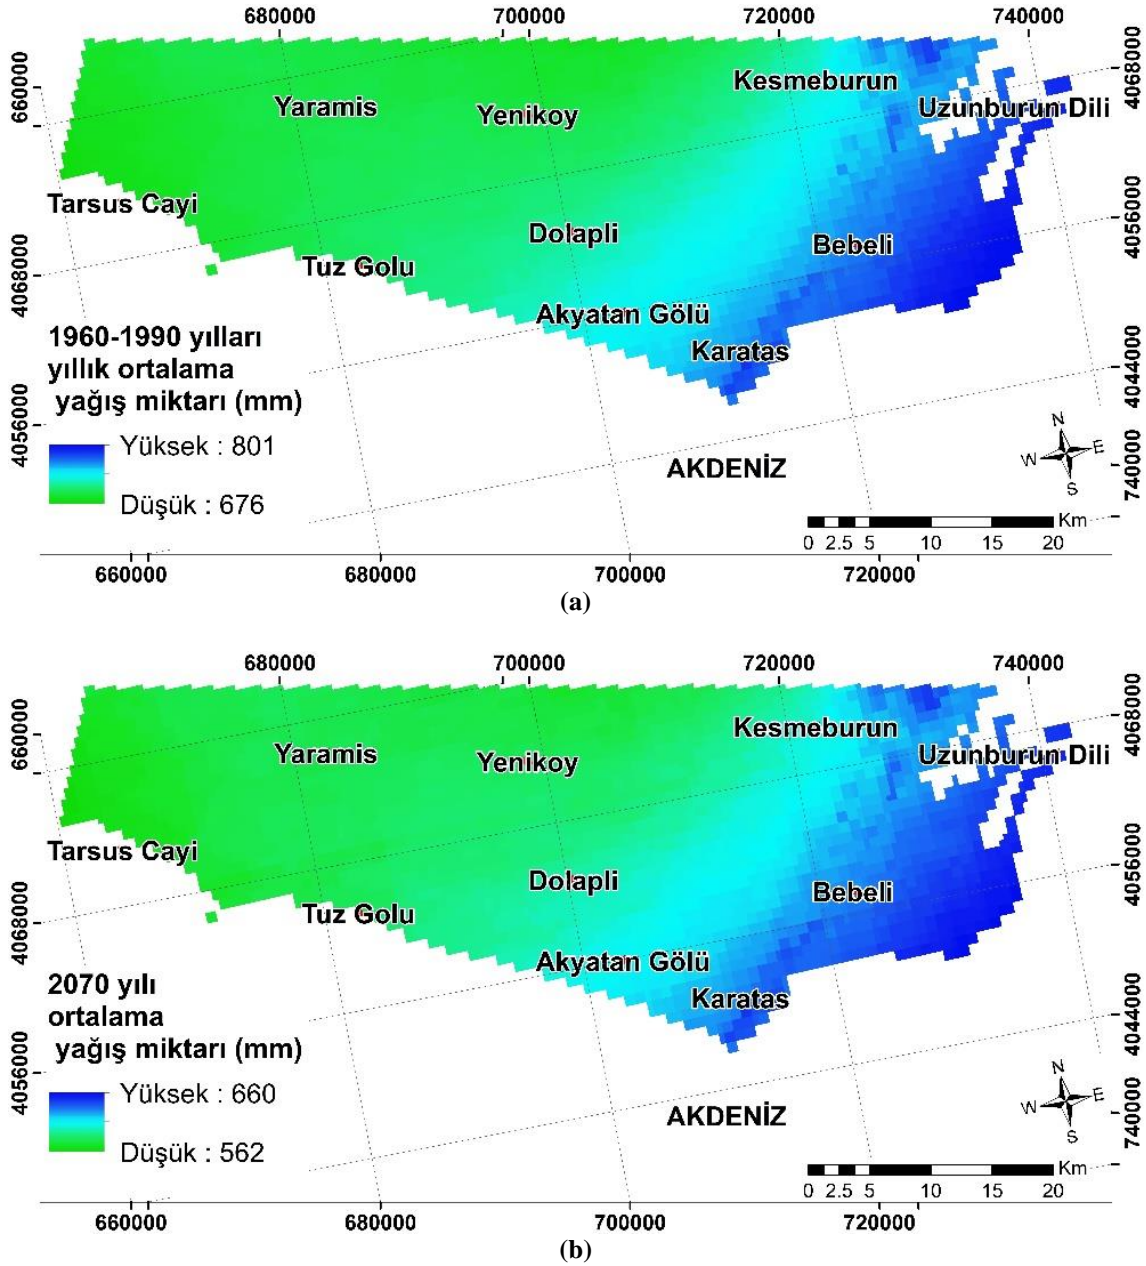 680000 700000 720000 740000
4068000
660000
Kesmeburun
Yaramis Yenikoy Uzunburun Dili
Tarsus Cayi
4056000
Dolapli Bebeli
4068000
Tuz Golu
Akyatan Gölü
1960-1990 yılları
yıllık ortalama
yağış miktarı (mm)
Karatas
4044000
4056000
Yüksek : 801
Düşük : 676
AKDENİZ
N
W E
S
740000
Km
0 2.5 5 10 15 20
660000 680000 700000 720000
(a)
680000 700000 720000 740000
4068000
660000
Kesmeburun
Yaramis Yenikoy Uzunburun Dili
Tarsus Cayi
4056000
Dolapli Bebeli
4068000
Tuz Golu
Akyatan Gölü
2070 yılı
ortalama
yağış miktarı (mm)
Karatas
4044000
4056000
Yüksek : 660
Düşük : 562
AKDENİZ
N
W E
S
740000
Km
0 2.5 5 10 15 20
660000 680000 700000 720000
(b)